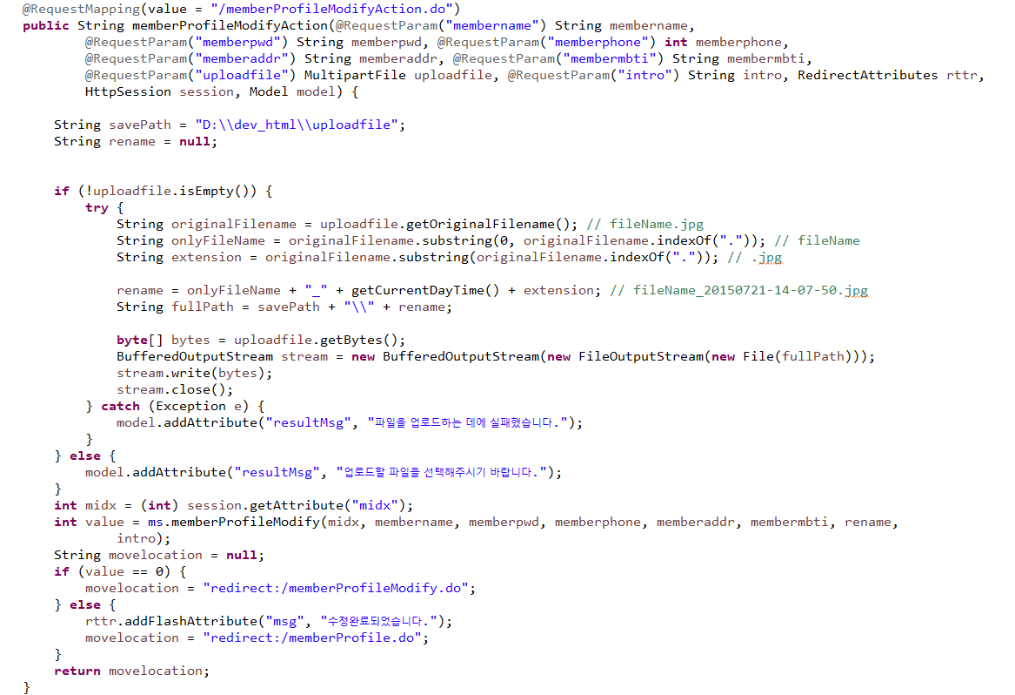 @RequestMapping(value = "/memberProfileModifyAction.do")
public String memberProfileModifyAction(@RequestParam("membername") String membername,
        @RequestParam("memberpwd") String memberpwd, @RequestParam("memberphone") int memberphone,
        @RequestParam("memberaddr") String memberaddr, @RequestParam("membermbti") String membermbti,
        @RequestParam("uploadfile") MultipartFile uploadfile, @RequestParam("intro") String intro, RedirectAttributes rttr,
        HttpSession session, Model model) {
    String savePath = "D:\\dev_html\\uploadfile";
    String rename = null;
    if (!uploadfile.isEmpty()) {
        try {
            String originalFilename = uploadfile.getOriginalFilename(); // fileName.jpg
            String onlyFileName = originalFilename.substring(0, originalFilename.indexOf(".")); // fileName
            String extension = originalFilename.substring(originalFilename.indexOf(".")); // .jpg
            rename = onlyFileName + "_" + getCurrentDayTime() + extension; // fileName_20150721-14-07-50.jpg
            String fullPath = savePath + "\\" + rename;
            byte[] bytes = uploadfile.getBytes();
            BufferedOutputStream stream = new BufferedOutputStream(new FileOutputStream(new File(fullPath)));
            stream.write(bytes);
            stream.close();
        } catch (Exception e) {
            model.addAttribute("resultMsg", "파일을 업로드하는 데에 실패했습니다.");
        }
    } else {
        model.addAttribute("resultMsg", "업로드할 파일을 선택해주시기 바랍니다.");
    }
    int midx = (int) session.getAttribute("midx");
    int value = ms.memberProfileModify(midx, membername, memberpwd, memberphone, memberaddr, membermbti, rename,
            intro);
    String movelocation = null;
    if (value == 0) {
        movelocation = "redirect:/memberProfileModify.do";
    } else {
        rttr.addFlashAttribute("msg", "수정완료되었습니다.");
        movelocation = "redirect:/memberProfile.do";
    }
    return movelocation;
}